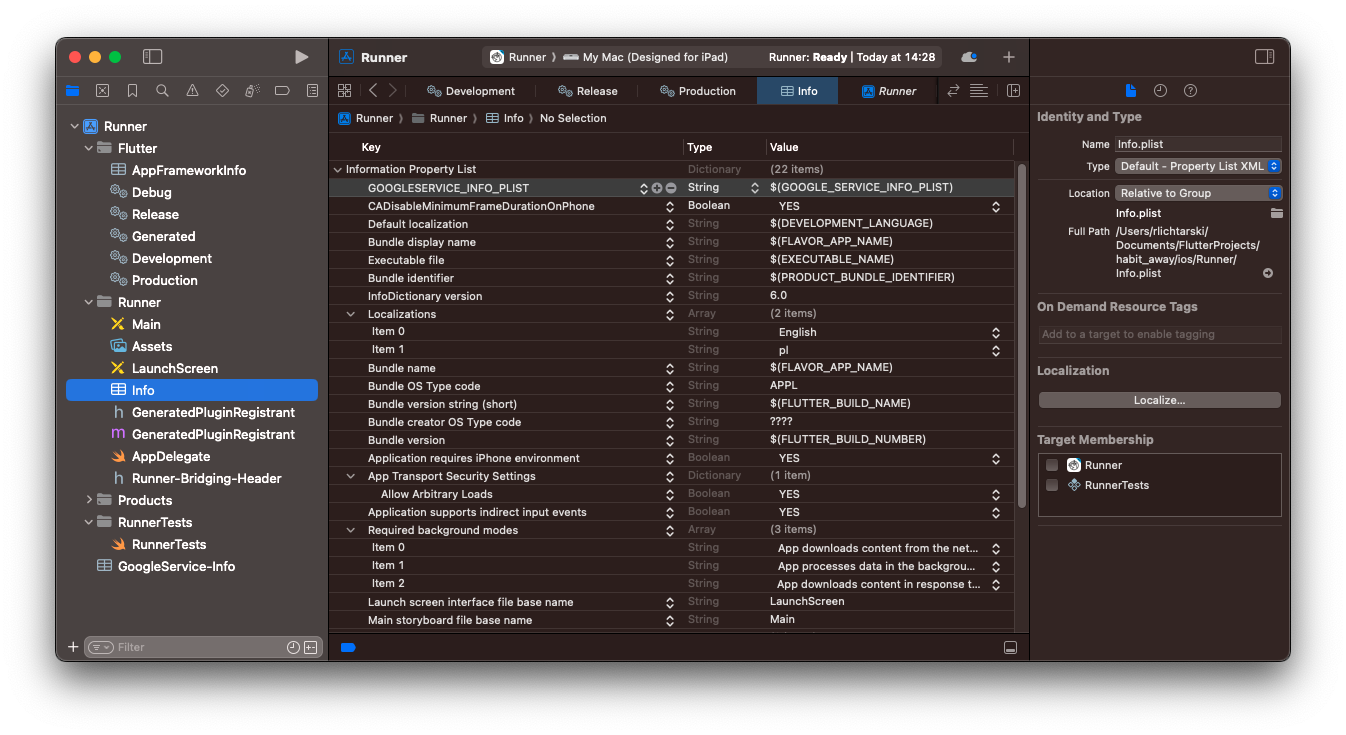 Runner
Runner ⟩ My Mac (Designed for iPad)
Runner: Ready | Today at 14:28
Development
Release
Production
Info
Runner
Runner ⟩ Runner ⟩ Info ⟩ No Selection
Runner
Flutter
AppFrameworkInfo
Debug
Release
Generated
Development
Production
Runner
Main
Assets
LaunchScreen
Info
h GeneratedPluginRegistrant
m GeneratedPluginRegistrant
AppDelegate
h Runner-Bridging-Header
Products
RunnerTests
RunnerTests
GoogleService-Info
Filter
Key Type Value
Information Property List Dictionary (22 items)
GOOGLESERVICE_INFO_PLIST String $(GOOGLE_SERVICE_INFO_PLIST)
CADisableMinimumFrameDurationOnPhone Boolean YES
Default localization String $(DEVELOPMENT_LANGUAGE)
Bundle display name String $(FLAVOR_APP_NAME)
Executable file String $(EXECUTABLE_NAME)
Bundle identifier String $(PRODUCT_BUNDLE_IDENTIFIER)
InfoDictionary version String 6.0
Localizations Array (2 items)
Item 0 String English
Item 1 String pl
Bundle name String $(FLAVOR_APP_NAME)
Bundle OS Type code String APPL
Bundle version string (short) String $(FLUTTER_BUILD_NAME)
Bundle creator OS Type code String ????
Bundle version String $(FLUTTER_BUILD_NUMBER)
Application requires iPhone environment Boolean YES
App Transport Security Settings Dictionary (1 item)
Allow Arbitrary Loads Boolean YES
Application supports indirect input events Boolean YES
Required background modes Array (3 items)
Item 0 String App downloads content from the net...
Item 1 String App processes data in the backgrou...
Item 2 String App downloads content in response t...
Launch screen interface file base name String LaunchScreen
Main storyboard file base name String Main
Identity and Type
Name Info.plist
Type Default - Property List XML
Location Relative to Group
Info.plist
Full Path /Users/rlichtarski/
Documents/FlutterProjects/
habit_away/ios/Runner/
Info.plist
On Demand Resource Tags
Add to a target to enable tagging
Localization
Localize...
Target Membership
Runner
RunnerTests